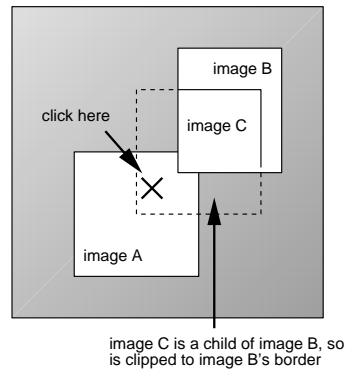 image B
click here
image C
image A
image C is a child of image B, so
is clipped to image B's border